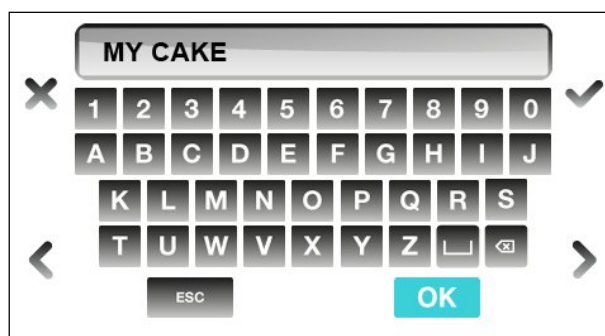 MY CAKE
1 2 3 4 5 6 7 8 9 0
A B C D E F G H I J
K L M N O P Q R S
T U W V X Y Z
ESC OK